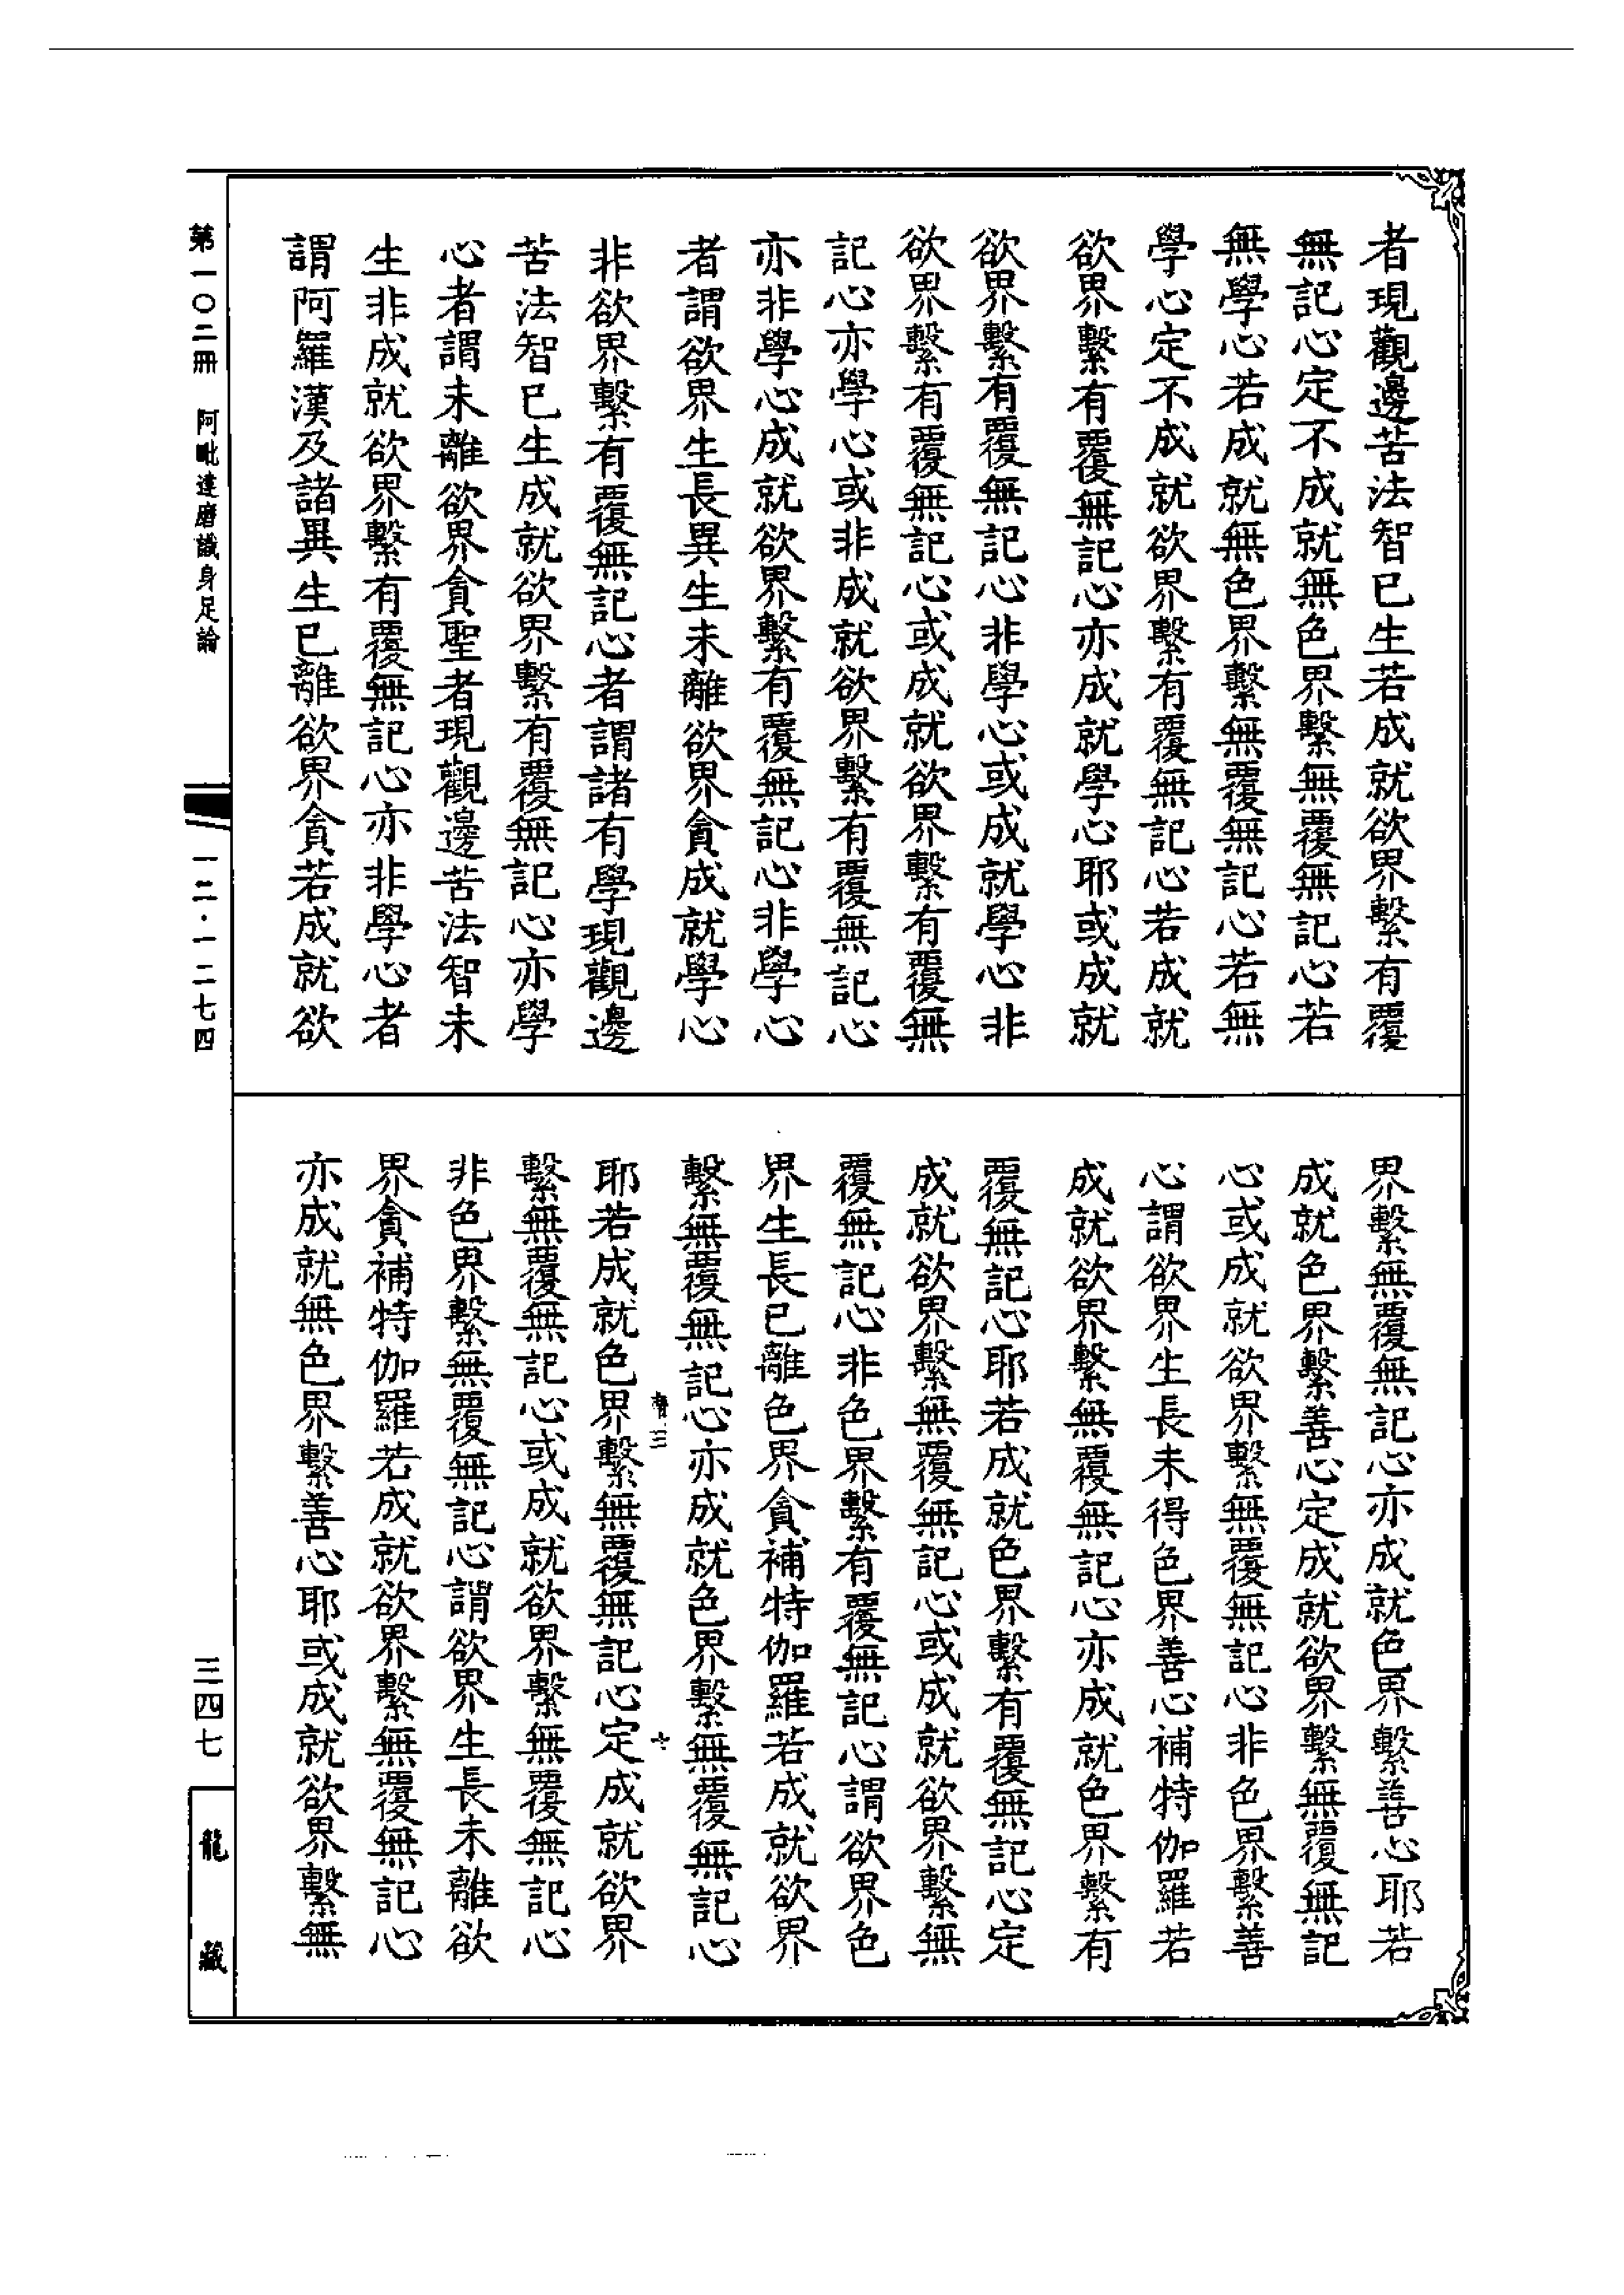 者現觀邊苦法智已生若成就欲界繫有覆
無記心定不成就無色界繫無覆無記心若
無學心若成就無色界繫無覆無記心若無
學心定不成就欲界繫有覆無記心若成就
欲界繫有覆無記心亦成就學心耶或成就
欲界繫有覆無記心非學心或成就學心非
欲界繫有覆無記心或成就欲界繫有覆無
記心亦學心或非成就欲界繫有覆無記心
亦非學心成就欲界繫有覆無記心非學心
者謂欲界生長異生未離欲界貪成就學心
非欲界繫有覆無記心者謂諸有學現觀邊
苦法智已生成就欲界繫有覆無記心亦學
心者謂未離欲界貪聖者現觀邊苦法智未
生非成就欲界繫有覆無記心亦非學心者
謂阿羅漢及諸異生已離欲界貪若成就欲
界繫無覆無記心亦成就色界繫善心耶若
成就色界繫善心定成就欲界繫無覆無記
心或成就欲界繫無覆無記心非色界繫善
心謂欲界生長未得色界善心補特伽羅若
成就欲界繫無覆無記心亦成就色界繫有
覆無記心耶若成就色界繫有覆無記心定
成就欲界繫無覆無記心或成就欲界繫無
覆無記心非色界繫有覆無記心謂欲界色
界生長已離色界貪補特伽羅若成就欲界
繫無覆無記心亦成就色界繫無覆無記心
耶若成就色界繫無覆無記心定成就欲界
繫無覆無記心或成就欲界繫無覆無記心
非色界繫無覆無記心謂欲界生長未離欲
界貪補特伽羅若成就欲界繫無覆無記心
亦成就無色界繫善心耶或成就欲界繫無
第一〇二冊 阿毗達磨識身足論
一二·一二七四
三四七
龍藏